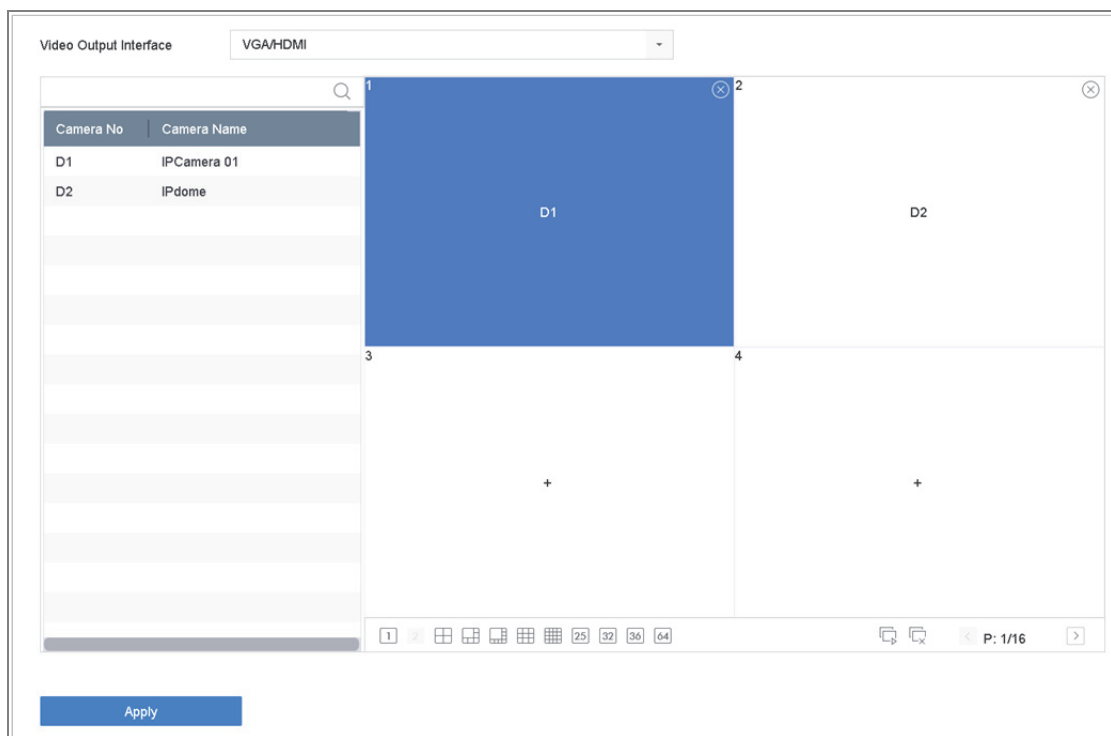 Video Output Interface VGA/HDMI
Camera No Camera Name
D1 IPCamera 01
D2 IPdome
1 2
D1 D2
3 4
+ +
1 2 25 32 36 64 < P: 1/16 >
Apply